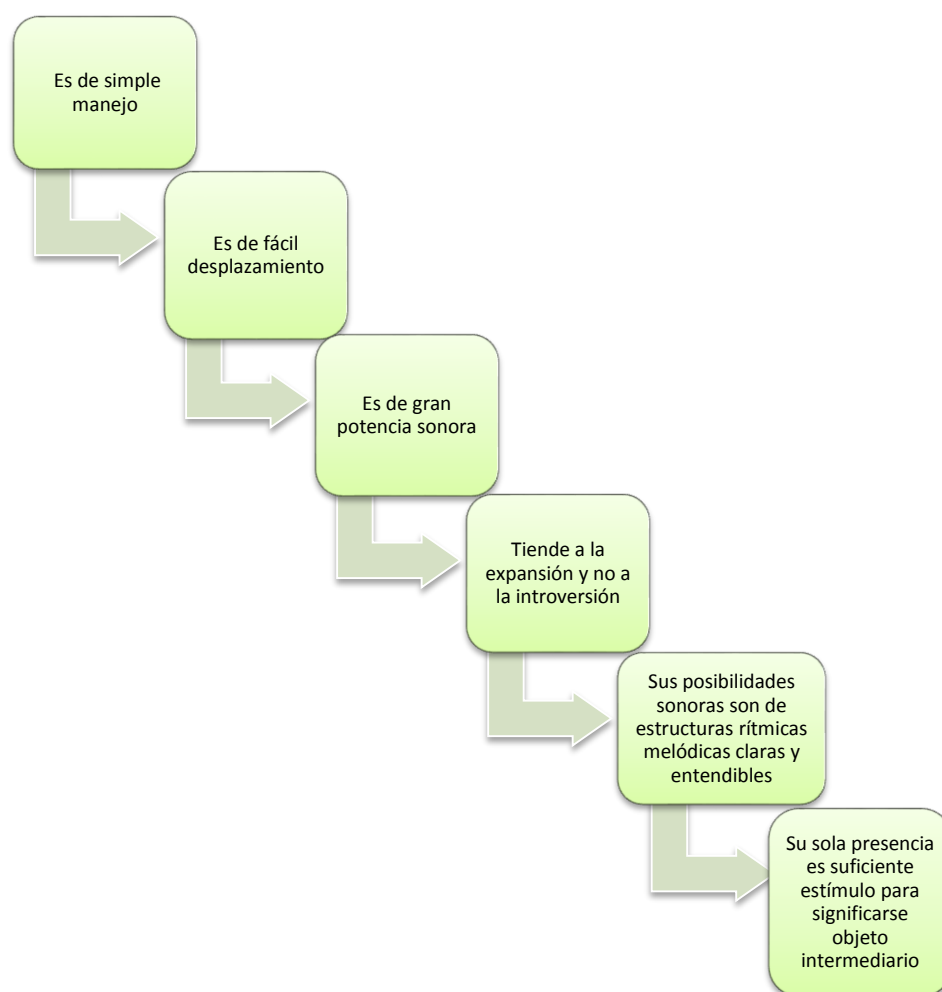 Es de simple
manejo
Es de fácil
desplazamiento
Es de gran
potencia sonora
Tiende a la
expansión y no a
la introversión
Sus posibilidades
sonoras son de
estructuras rítmicas
melódicas claras y
entendibles
Su sola presencia
es suficiente
estímulo para
significarse
objeto
intermediario